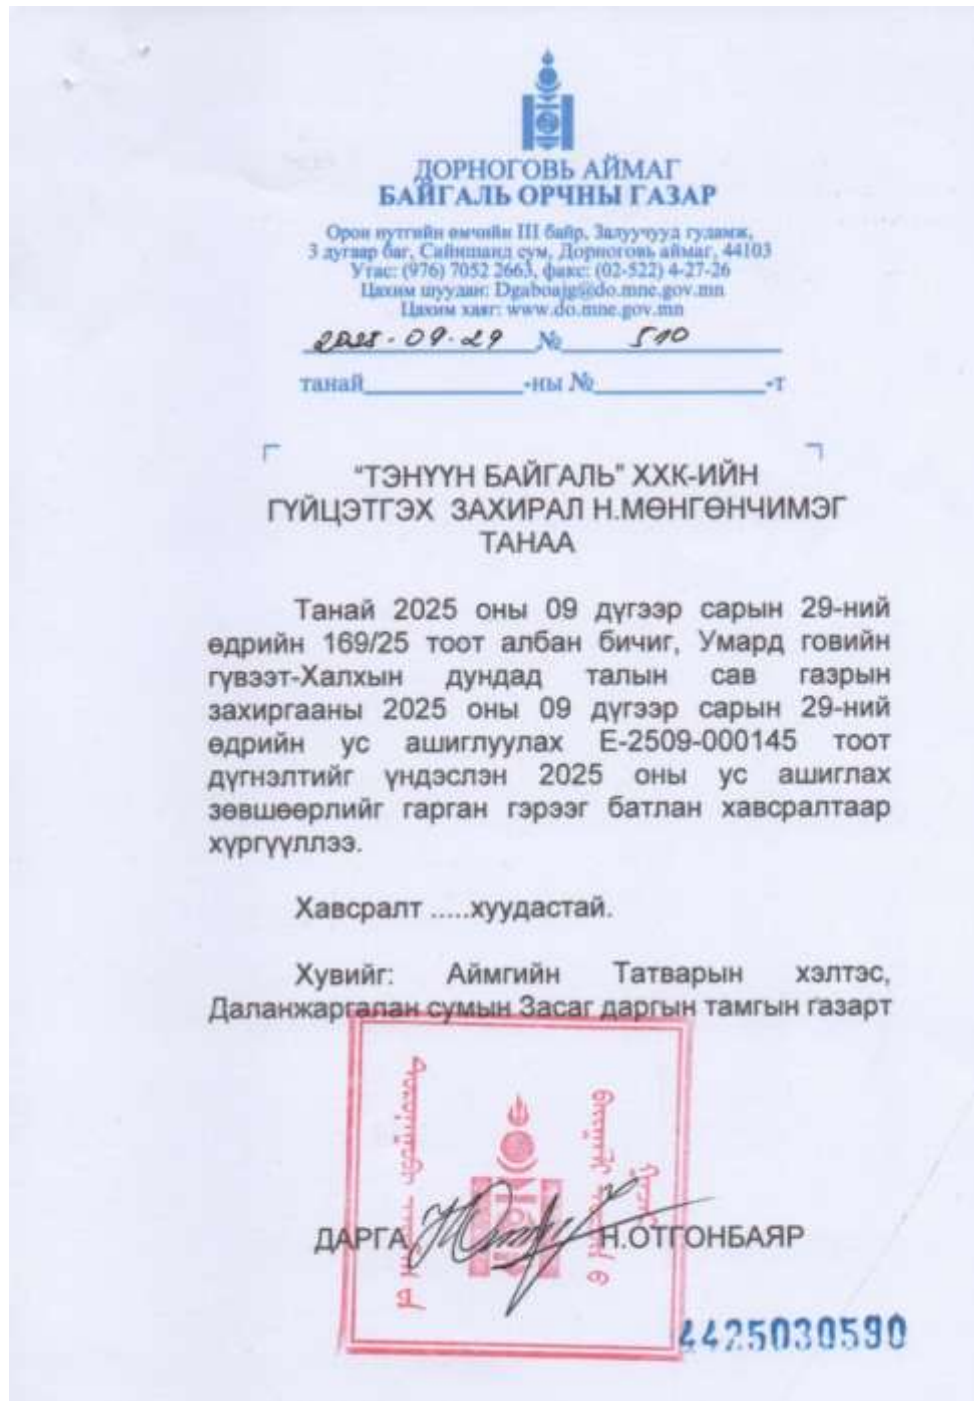 ДОРНОГОВЬ АЙМАГ
БАЙГАЛЬ ОРЧНЫ ГАЗАР
Орон нутгийн өмчийн III байр, Залуучууд гудамж,
3 дугаар баг, Сайншанд сум, Дорноговь аймаг, 44103
Утас: (976) 7052 2663, факс: (02-522) 4-27-26
Цахим шуудан: Dgaboajg@do.mne.gov.mn
Цахим хаяг: www.do.mne.gov.mn
2025-09-29 № 510
танай -ны № -т
“ТЭНҮҮН БАЙГАЛЬ” ХХК-ИЙН
ГҮЙЦЭТГЭХ ЗАХИРАЛ Н.МӨНГӨНЧИМЭГ
ТАНАА
Танай 2025 оны 09 дүгээр сарын 29-ний
өдрийн 169/25 тоот албан бичиг, Умард говийн
гүвээт-Халхын дундад талын сав газрын
захиргааны 2025 оны 09 дүгээр сарын 29-ний
өдрийн ус ашиглуулах Е-2509-000145 тоот
дүгнэлтийг үндэслэн 2025 оны ус ашиглах
зөвшөөрлийг гарган гэрээг батлан хавсралтаар
хүргүүллээ.
Хавсралт .....хуудастай.
Хувийг: Аймгийн Татварын хэлтэс,
Даланжаргалан сумын Засаг даргын тамгын газарт
ДАРГА Н.ОТГОНБАЯР
4425030590